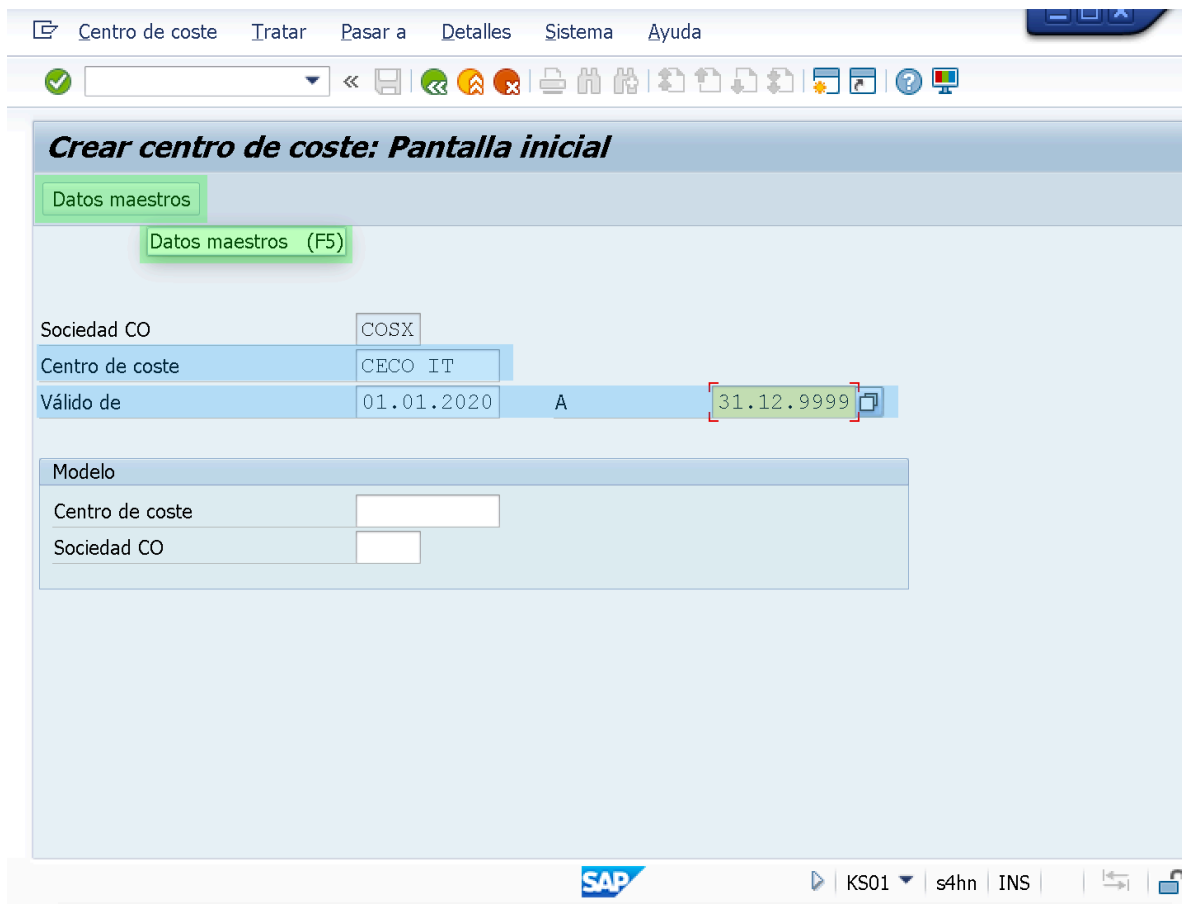 Centro de coste Tratar Pasar a Detalles Sistema Ayuda
Crear centro de coste: Pantalla inicial
Datos maestros
Datos maestros (F5)
Sociedad CO COSX
Centro de coste CECO IT
Válido de 01.01.2020 A 31.12.9999
Modelo
Centro de coste
Sociedad CO
SAP KS01 s4hn INS